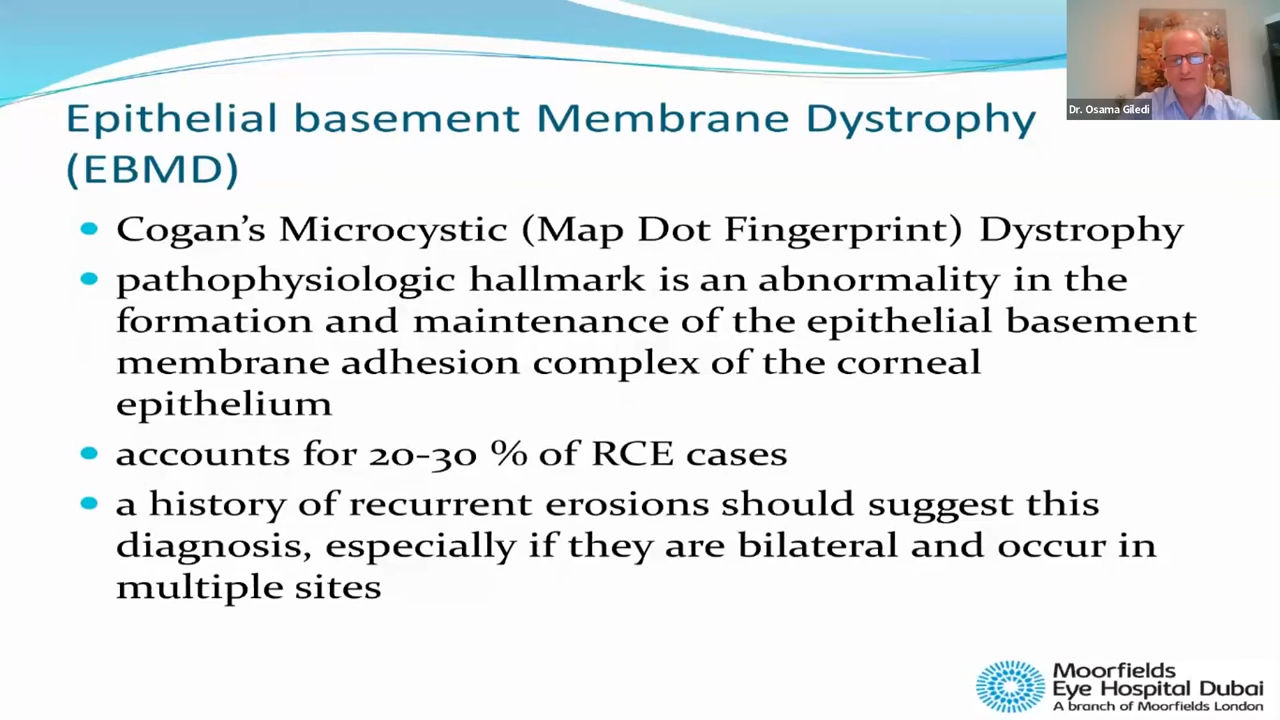 Dr. Osama Giledi
Epithelial basement Membrane Dystrophy
(EBMD)
• Cogan's Microcystic (Map Dot Fingerprint) Dystrophy
• pathophysiologic hallmark is an abnormality in the
formation and maintenance of the epithelial basement
membrane adhesion complex of the corneal
epithelium
• accounts for 20-30 % of RCE cases
• a history of recurrent erosions should suggest this
diagnosis, especially if they are bilateral and occur in
multiple sites
Moorfields
Eye Hospital Dubai
A branch of Moorfields London